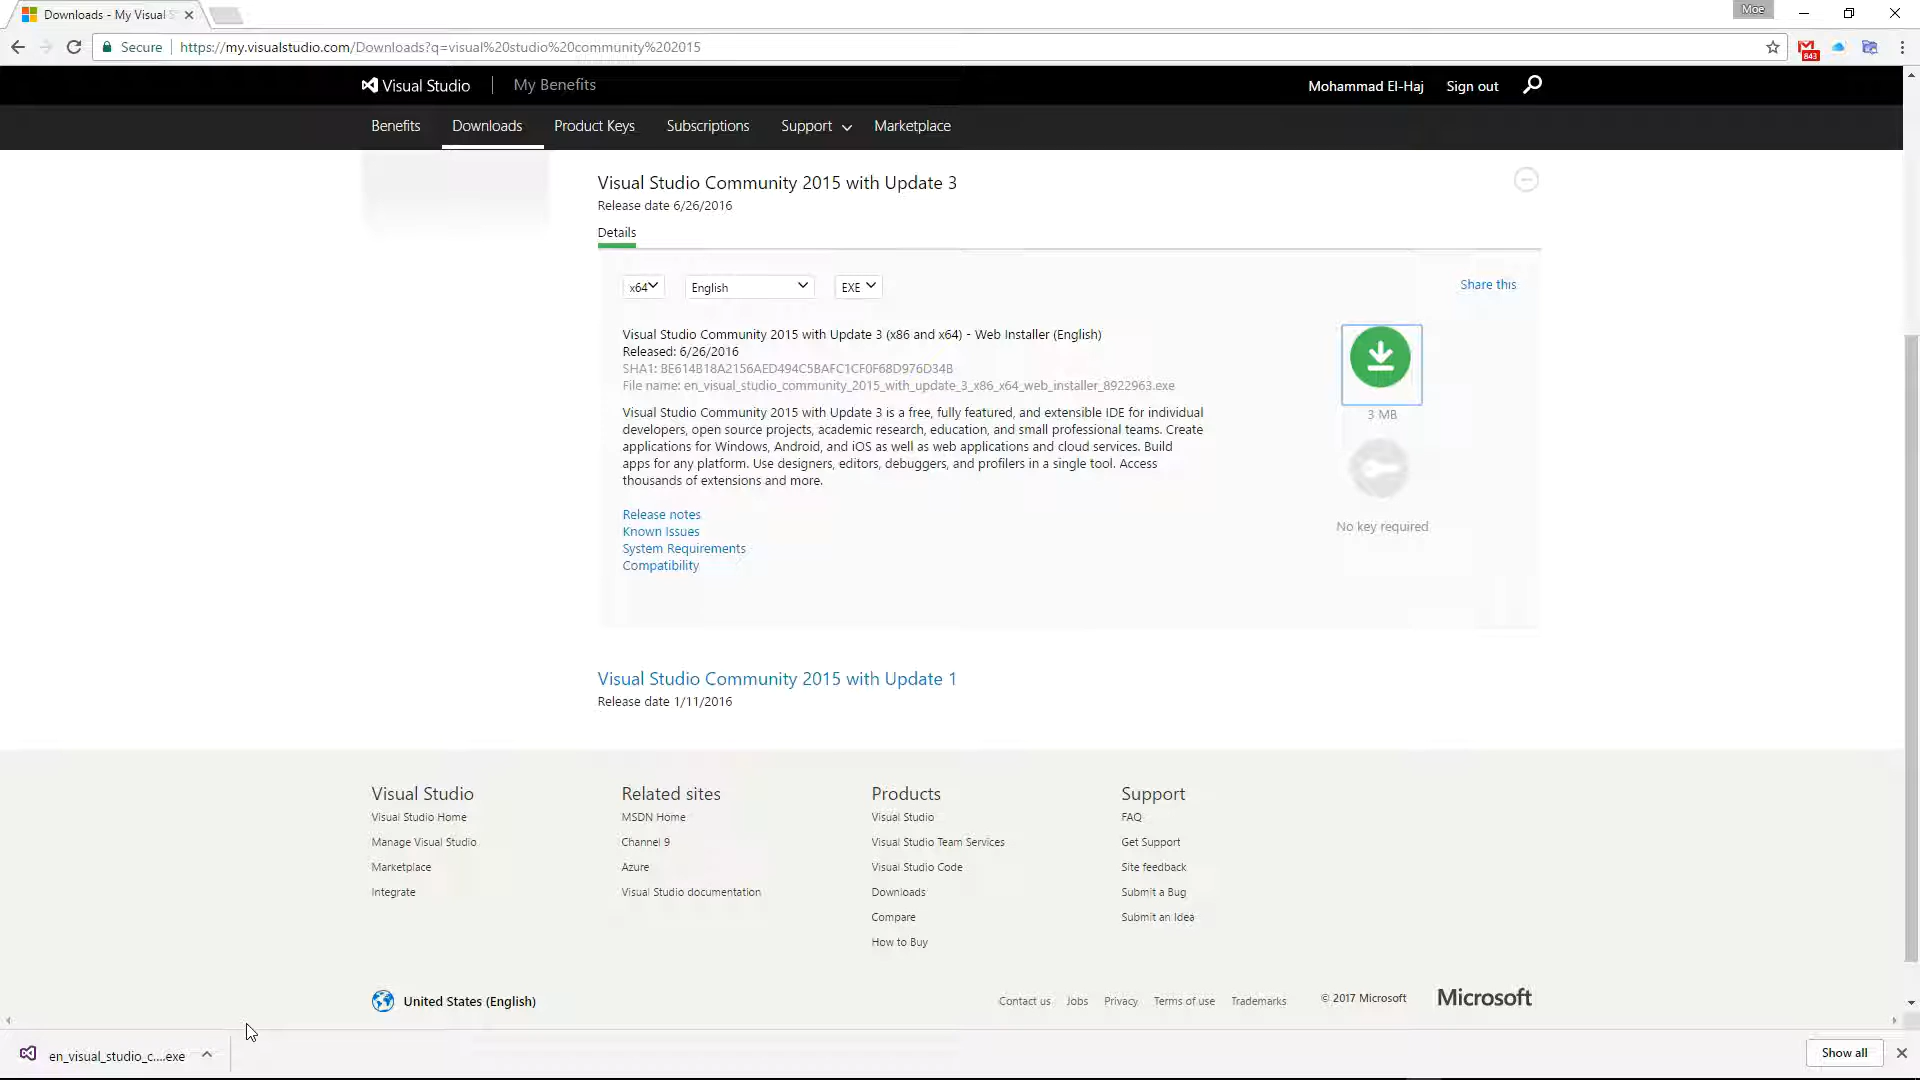 Downloads - My Visual S
Moe
Secure
https://my.visualstudio.com/Downloads?q=visual%20studio%20community%202015
843
Visual Studio
My Benefits
Mohammad El-Haj
Sign out
Benefits
Downloads
Product Keys
Subscriptions
Support
Marketplace
Visual Studio Community 2015 with Update 3
Release date 6/26/2016
Details
x64
English
EXE
Share this
Visual Studio Community 2015 with Update 3 (x86 and x64) - Web Installer (English)
Released: 6/26/2016
SHA1: BE614B18A2156AED494C5BAFC1CF0F68D976D34B
File name: en_visual_studio_community_2015_with_update_3_x86_x64_web_installer_8922963.exe
3 MB
Visual Studio Community 2015 with Update 3 is a free, fully featured, and extensible IDE for individual
developers, open source projects, academic research, education, and small professional teams. Create
applications for Windows, Android, and iOS as well as web applications and cloud services. Build
apps for any platform. Use designers, editors, debuggers, and profilers in a single tool. Access
thousands of extensions and more.
Release notes
Known Issues
System Requirements
Compatibility
No key required
Visual Studio Community 2015 with Update 1
Release date 1/11/2016
Visual Studio
Visual Studio Home
Manage Visual Studio
Marketplace
Integrate
Related sites
MSDN Home
Channel 9
Azure
Visual Studio documentation
Products
Visual Studio
Visual Studio Team Services
Visual Studio Code
Downloads
Compare
How to Buy
Support
FAQ
Get Support
Site feedback
Submit a Bug
Submit an Idea
United States (English)
Contact us
Jobs
Privacy
Terms of use
Trademarks
© 2017 Microsoft
Microsoft
en_visual_studio_c....exe
Show all